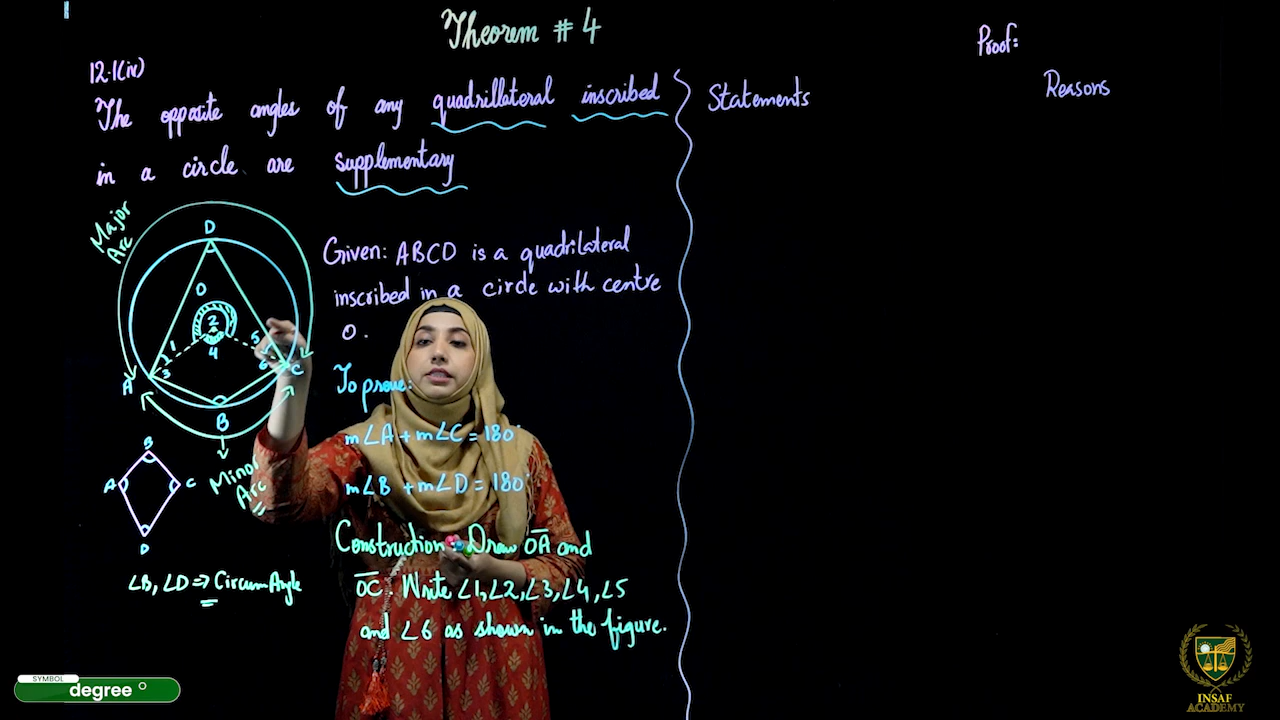 Theorem # 4
12.1(iv)
The opposite angles of any quadrillateral inscribed
in a circle are supplementary
Major
Arc
D
O
2
1
5
4
3
6
A
C
B
Minor
Arc
B
A
C
D
∠B, ∠D ⇒ Circum Angle
Given: ABCD is a quadrilateral
inscribed in a circle with centre
O.
To prove:
m∠A + m∠C = 180°
m∠B + m∠D = 180°
Construction Draw OA and
OC. Write ∠1, ∠2, ∠3, ∠4, ∠5
and ∠6 as shown in the figure.
Proof:
Statements
Reasons
SYMBOL
degree °
INSAF
ACADEMY